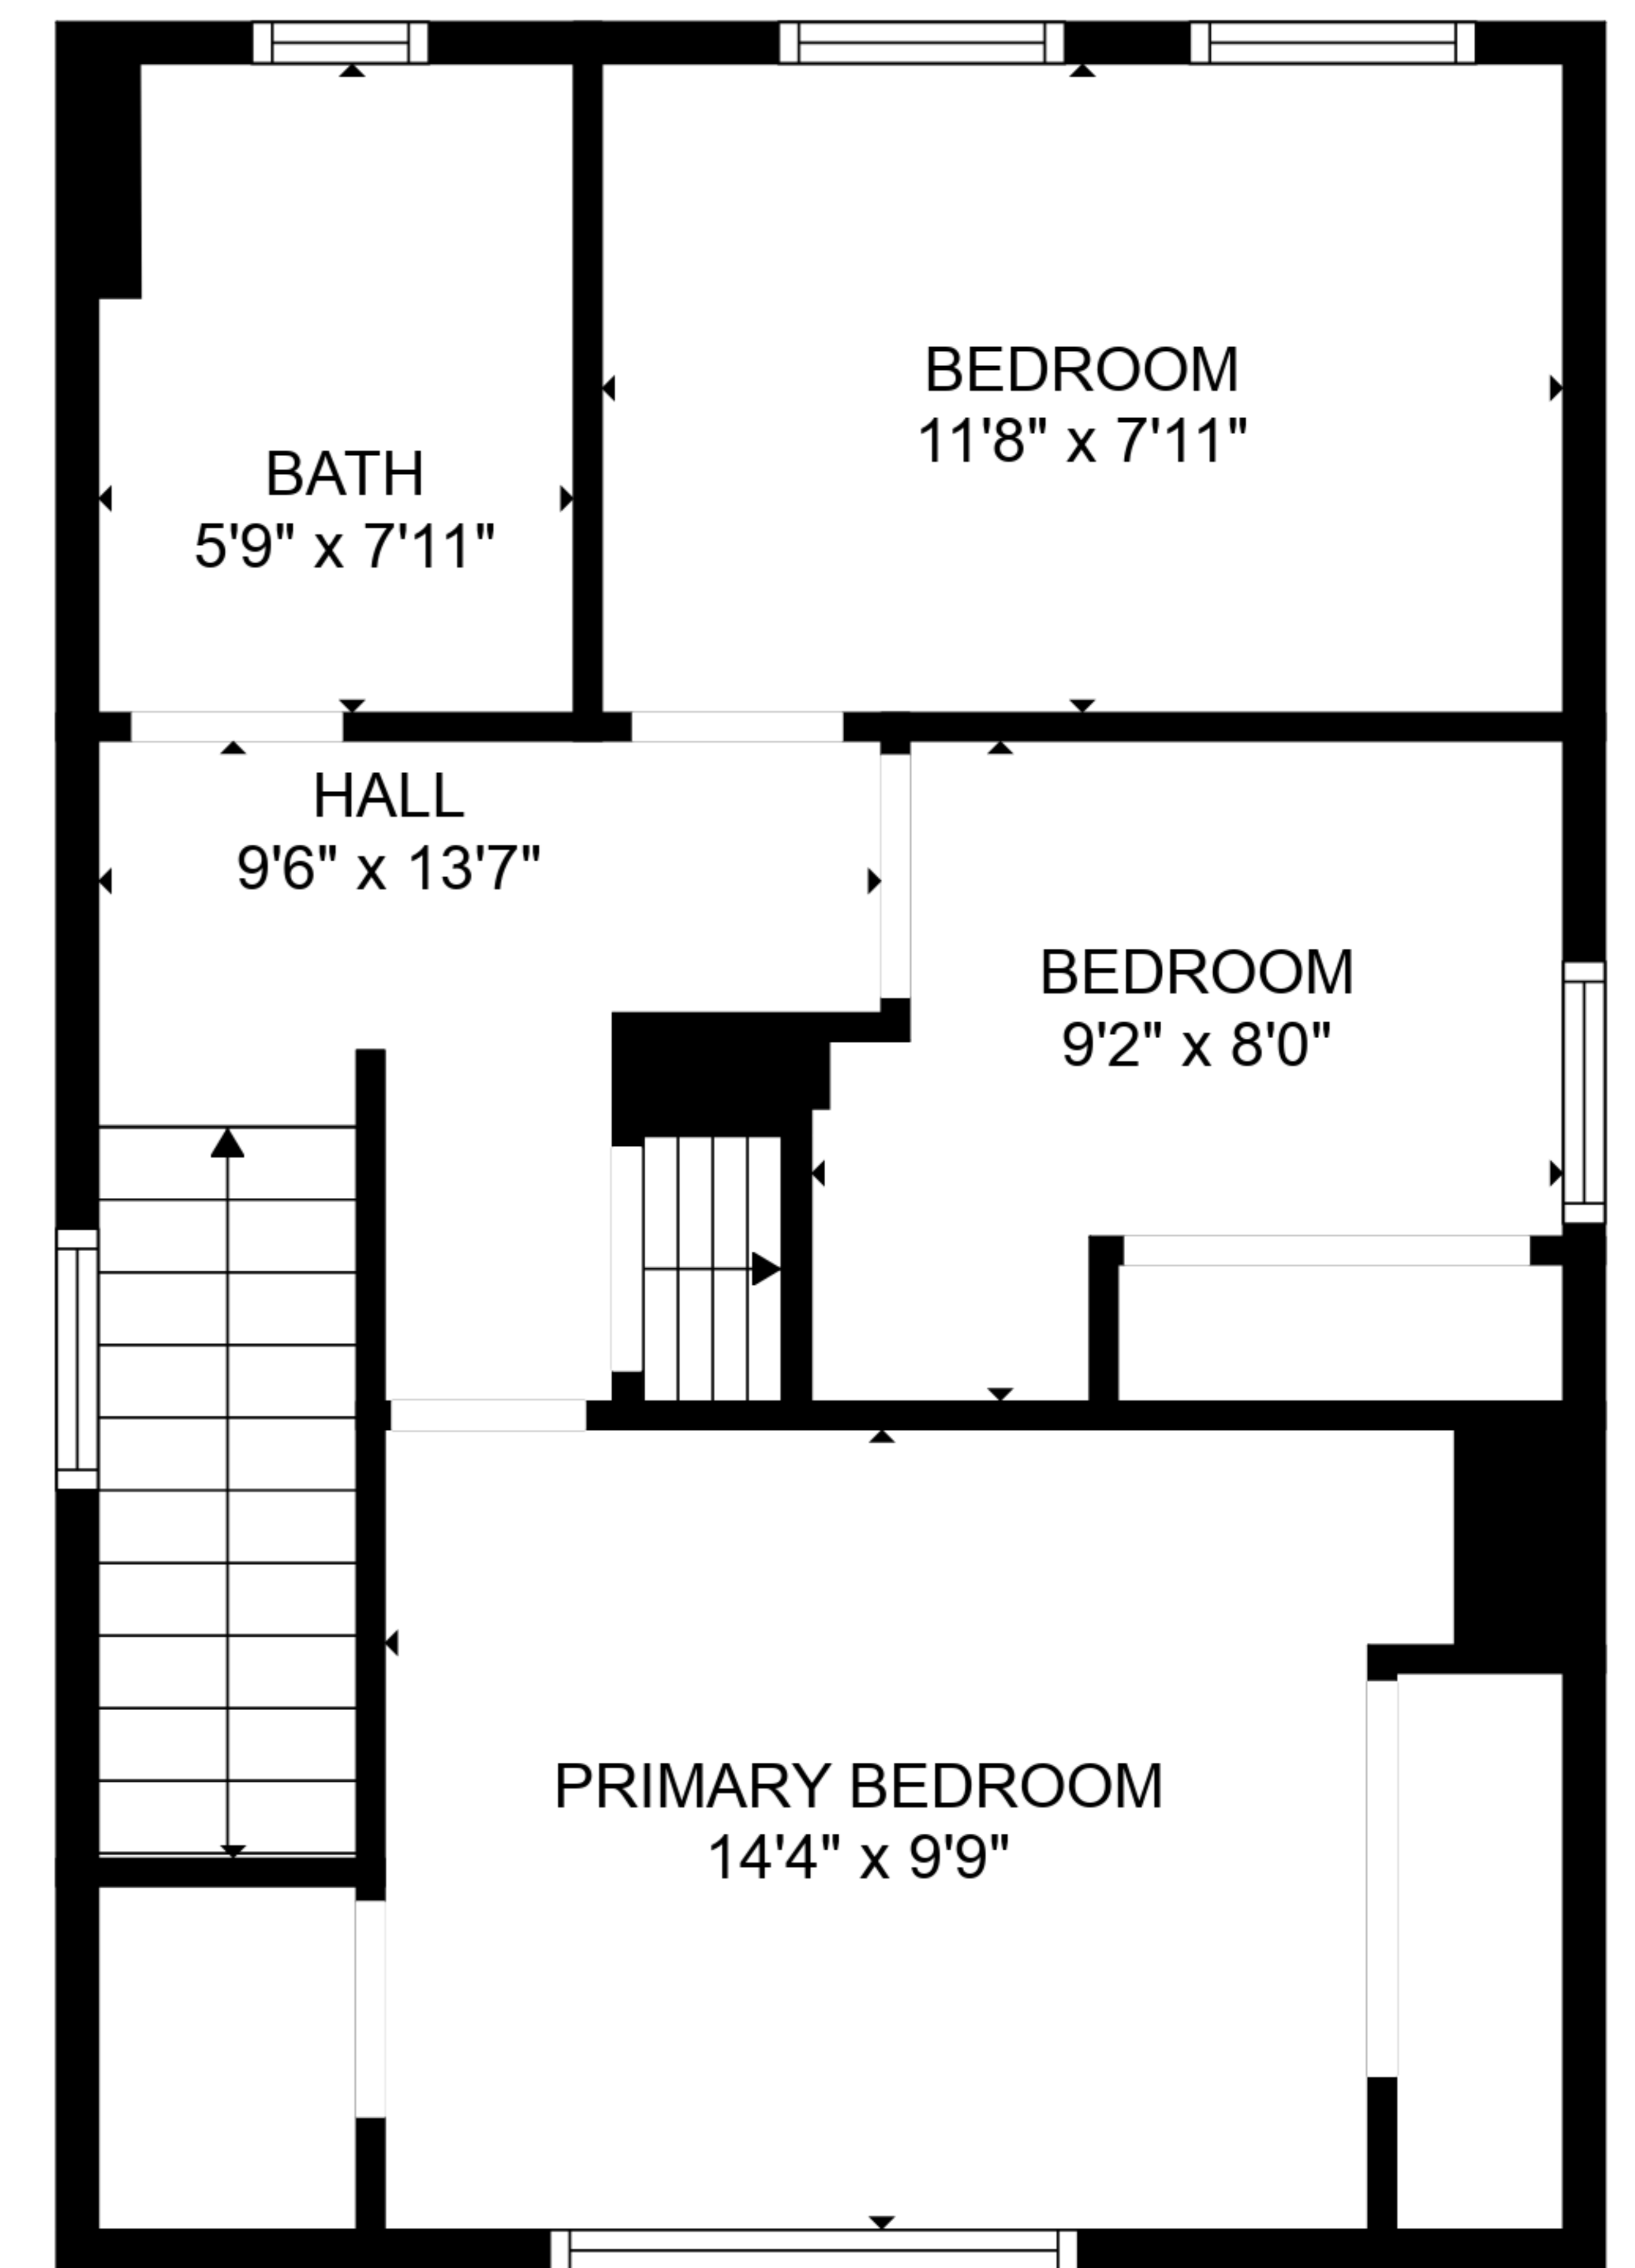 BEDROOM
11'8" x 7'11"
BATH
5'9" x 7'11"
HALL
9'6" x 13'7"
BEDROOM
9'2" x 8'0"
PRIMARY BEDROOM
14'4" x 9'9"